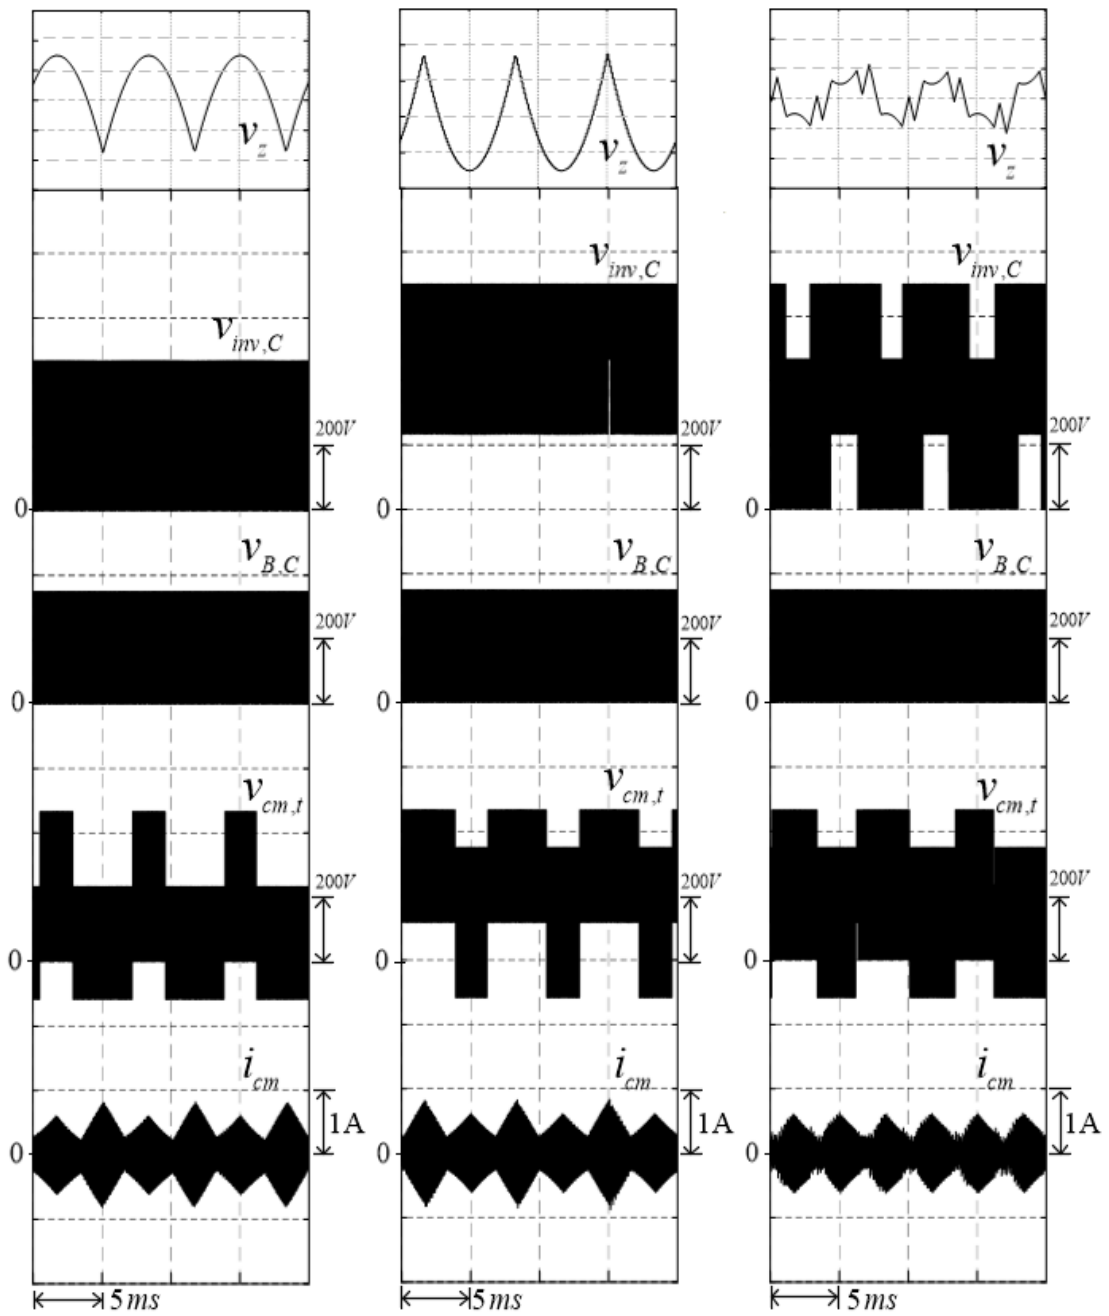 v_z v_z v_z
v_inv,C v_inv,C v_inv,C
200V 200V 200V
0 0 0
v_B,C v_B,C v_B,C
200V 200V 200V
0 0 0
v_cm,t v_cm,t v_cm,t
200V 200V 200V
0 0 0
i_cm i_cm i_cm
1A 1A 1A
0 0 0
5ms 5ms 5ms